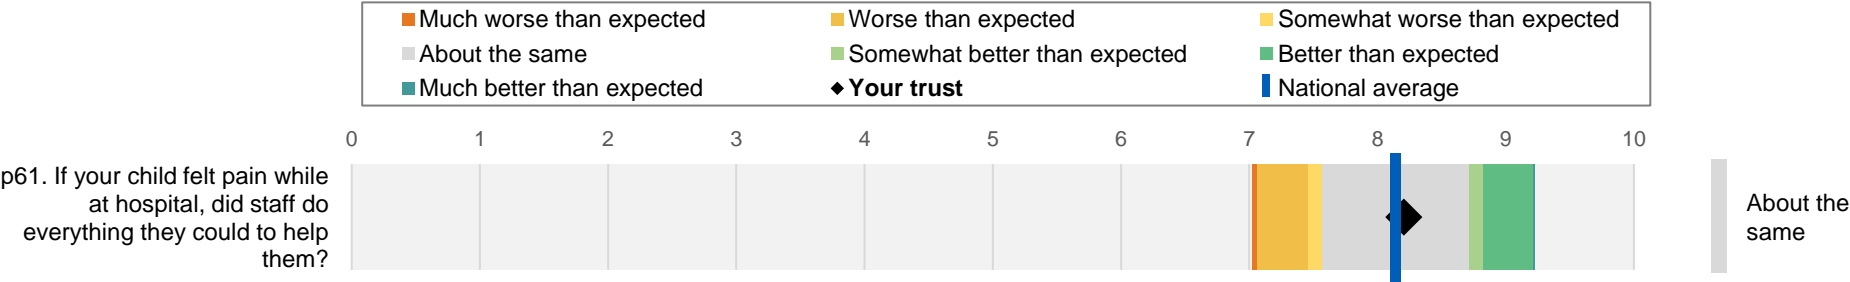 Much worse than expected Worse than expected Somewhat worse than expected
About the same Somewhat better than expected Better than expected
Much better than expected Your trust National average
0 1 2 3 4 5 6 7 8 9 10
p61. If your child felt pain while
at hospital, did staff do
everything they could to help
them?
About the
same